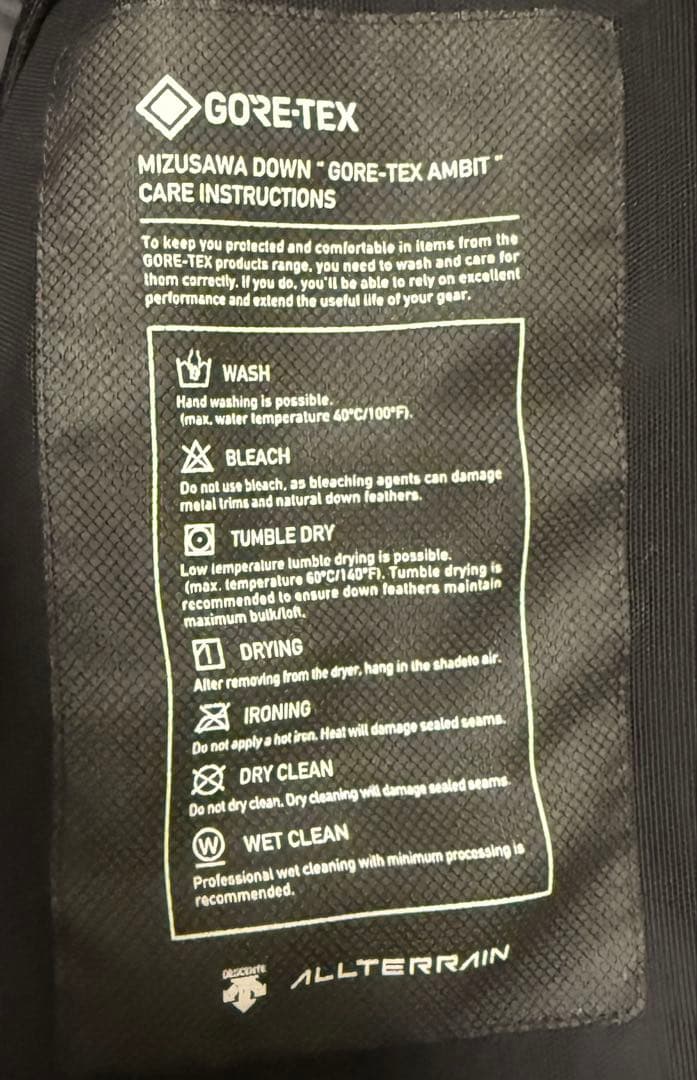 GORE-TEX
MIZUSAWA DOWN "GORE-TEX AMBIT"
CARE INSTRUCTIONS
To keep you protected and comfortable in items from the
GORE-TEX products range, you need to wash and care for
them correctly. If you do, you'll be able to rely on excellent
performance and extend the useful life of your gear.
WASH
Hand washing is possible.
(max. water temperature 40°C/100°F).
BLEACH
Do not use bleach, as bleaching agents can damage
metal trims and natural down feathers.
TUMBLE DRY
Low temperature tumble drying is possible.
(max. temperature 60°C/140°F). Tumble drying is
recommended to ensure down feathers maintain
maximum bulk/loft.
DRYING
After removing from the dryer, hang in the shadeto air.
IRONING
Do not apply a hot iron. Heat will damage sealed seams.
DRY CLEAN
Do not dry clean. Dry cleaning will damage sealed seams.
W WET CLEAN
Professional wet cleaning with minimum processing is
recommended.
DESCENTE ALLTERRAIN